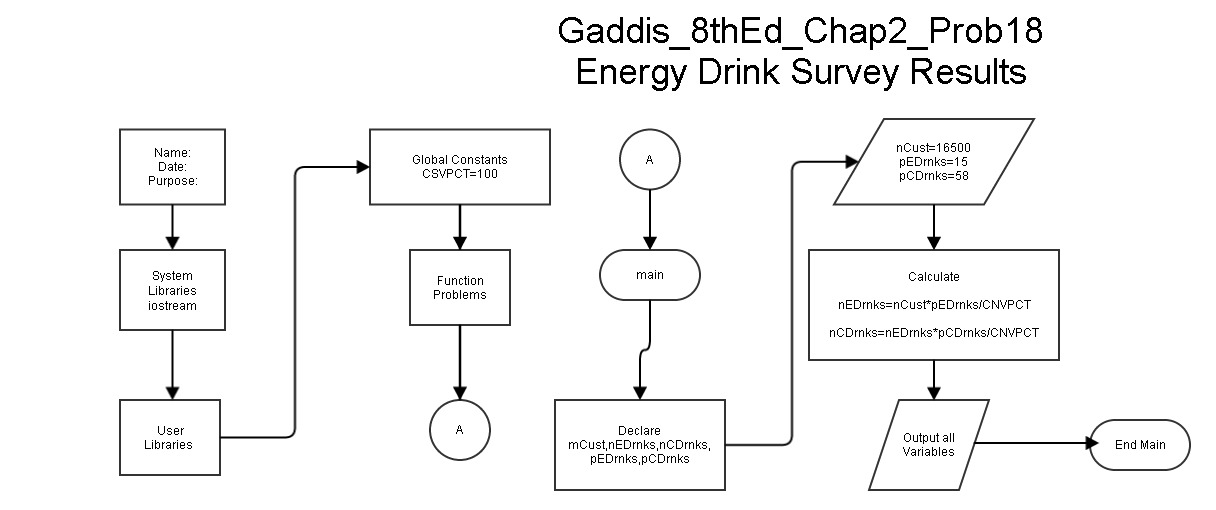 Gaddis_8thEd_Chap2_Prob18
Energy Drink Survey Results
Name:
Date:
Purpose:
System
Libraries
iostream
User
Libraries
Global Constants
CSVPCT=100
Function
Problems
A
A
main
Declare
mCust,nEDrnks,nCDrnks,
pEDrnks,pCDrnks
nCust=16500
pEDrnks=15
pCDrnks=58
Calculate
nEDrnks=nCust*pEDrnks/CNVPCT
nCDrnks=nEDrnks*pCDrnks/CNVPCT
Output all
Variables
End Main